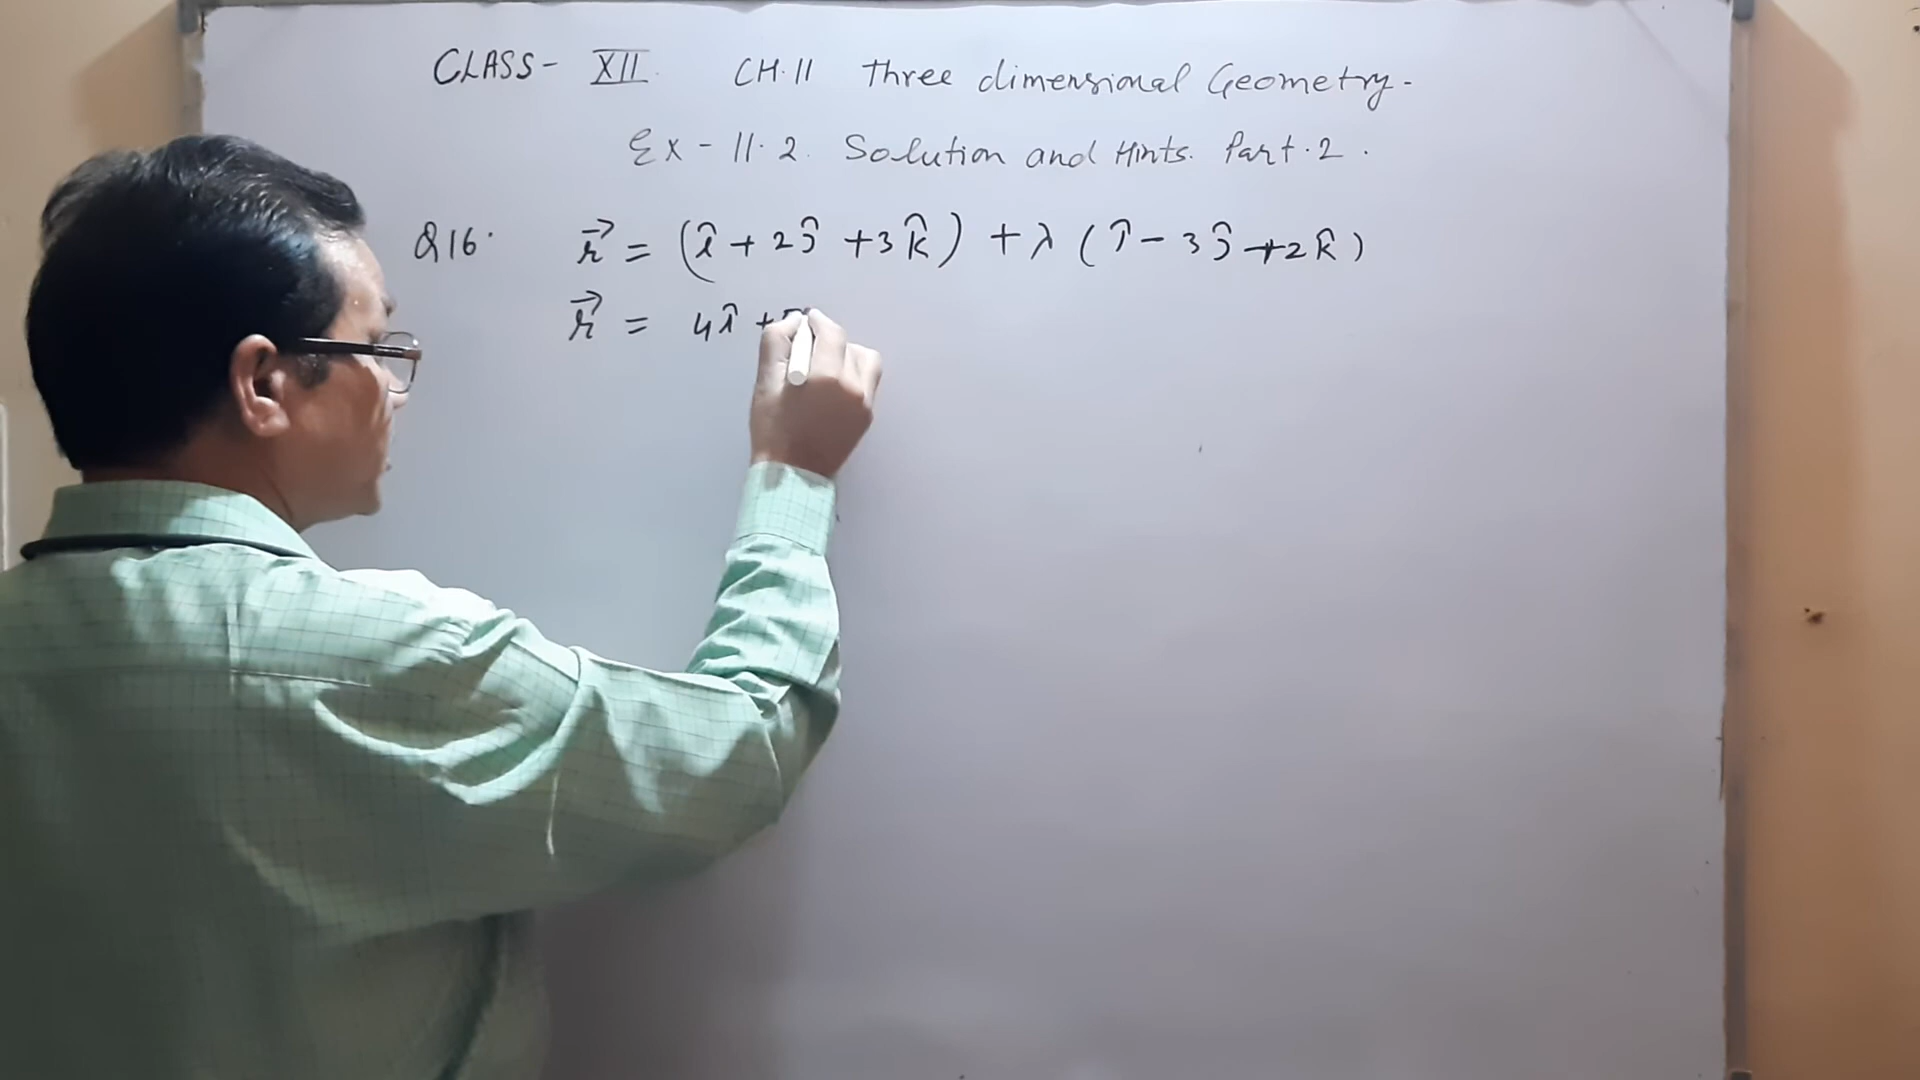 CLASS - XII. CH.11 Three dimensional Geometry -
Ex - 11.2. Solution and Hints. Part.2.
Q16. r⃗ = (î + 2ĵ + 3k̂) + λ(î - 3ĵ + 2k̂)
r⃗ = 4î +